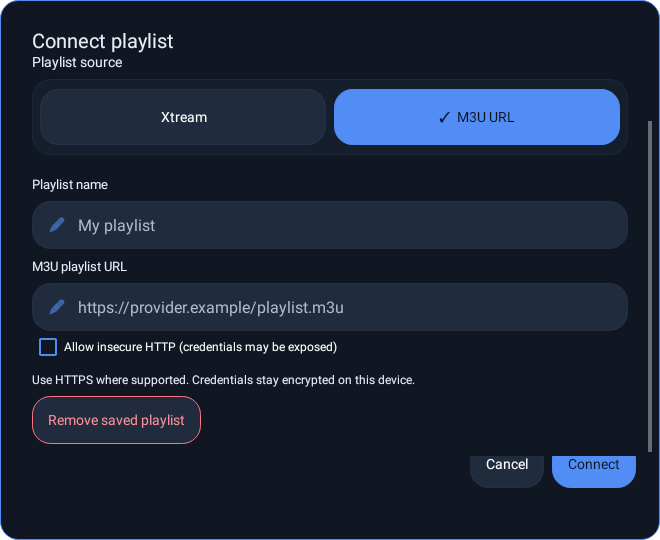 Connect playlist
Playlist source
Xtream
✓ M3U URL
Playlist name
My playlist
M3U playlist URL
https://provider.example/playlist.m3u
Allow insecure HTTP (credentials may be exposed)
Use HTTPS where supported. Credentials stay encrypted on this device.
Remove saved playlist
Cancel
Connect